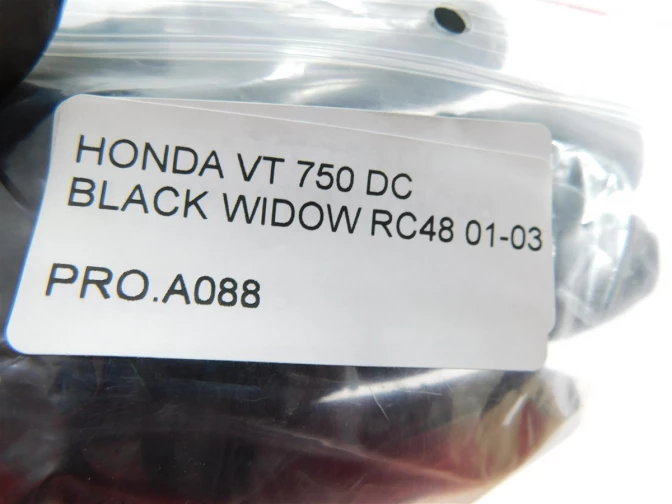 HONDA VT 750 DC
BLACK WIDOW RC48 01-03
PRO.A088